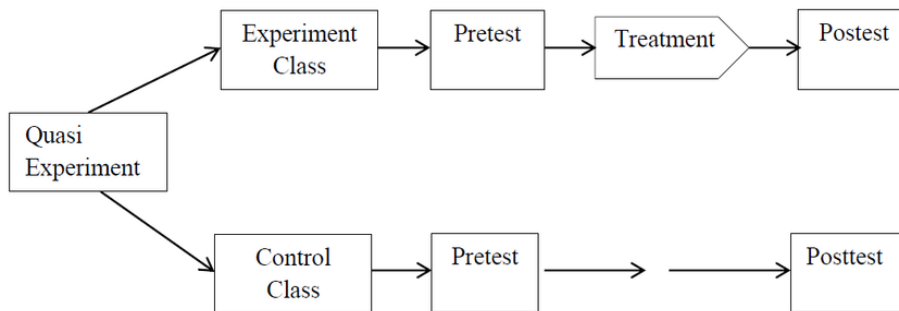 Experiment
Class
Pretest
Treatment
Postest
Quasi
Experiment
Control
Class
Pretest
Posttest